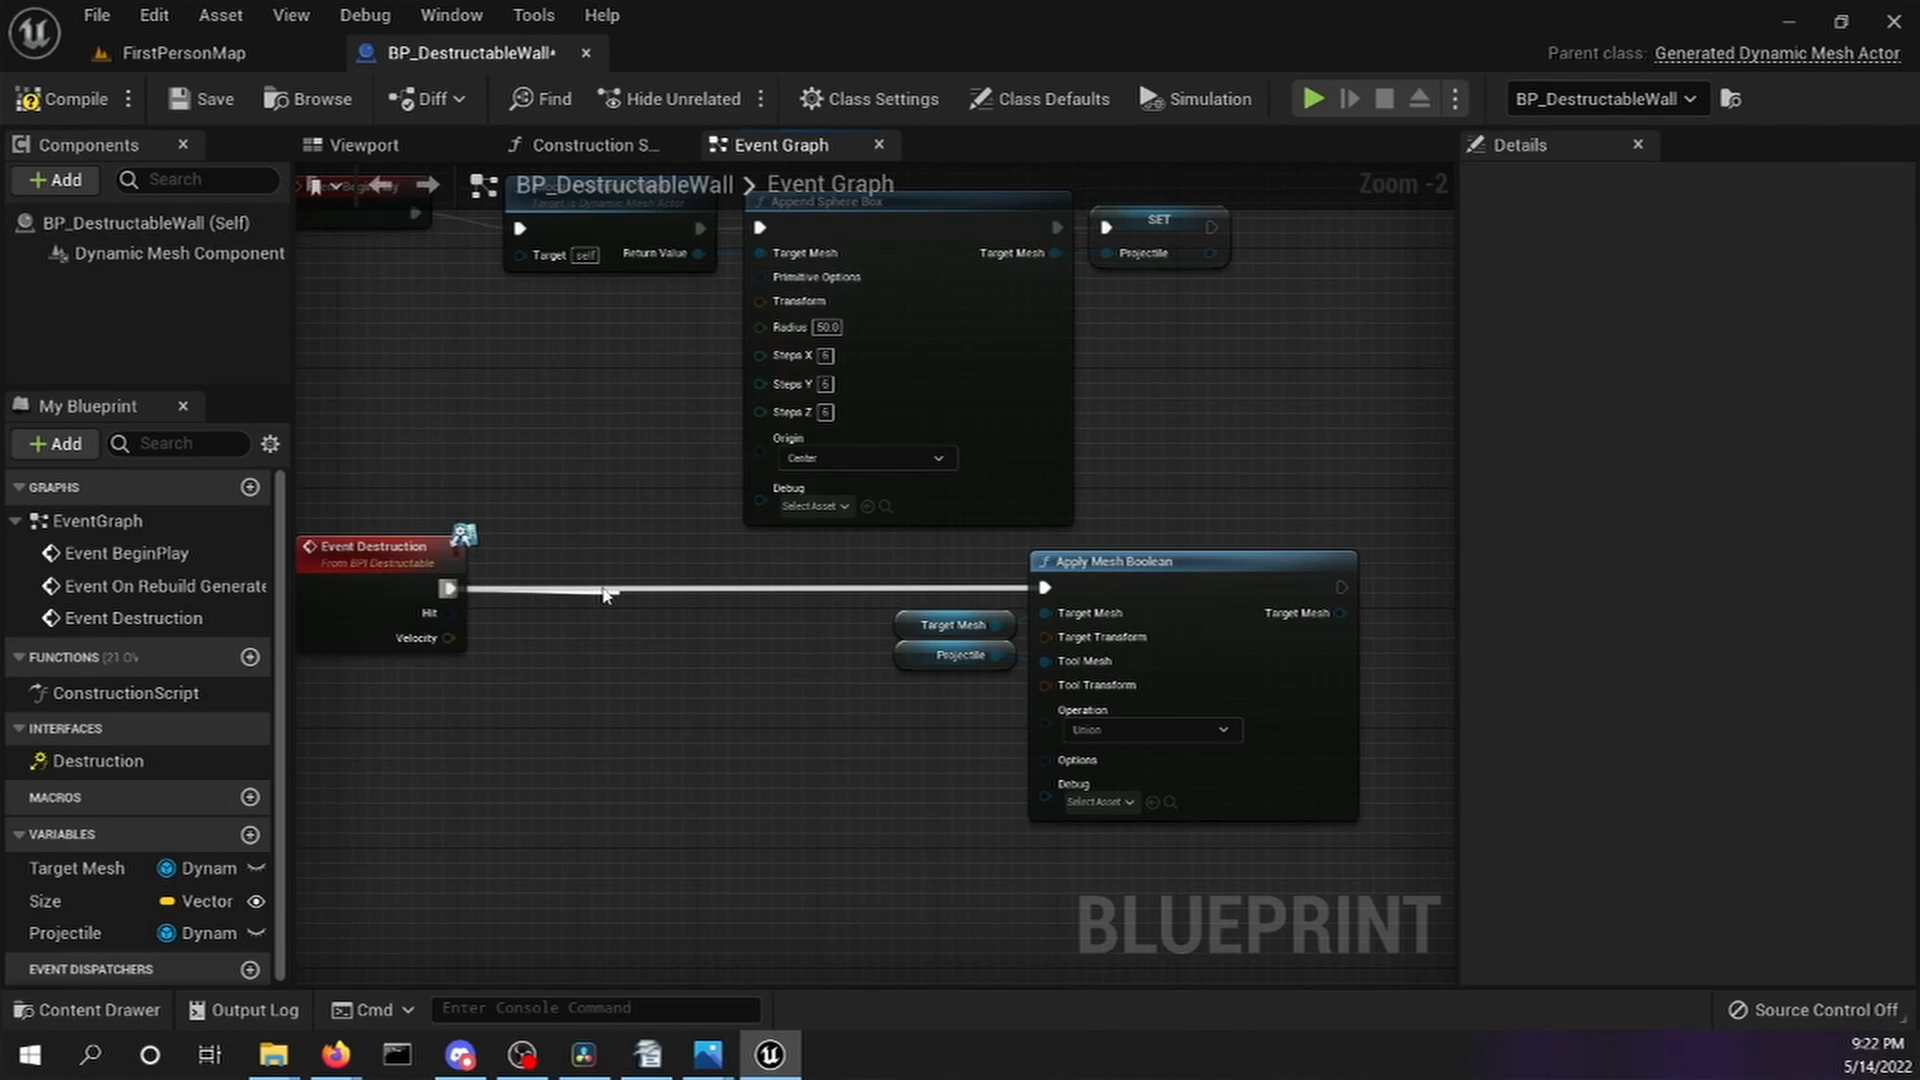 File Edit Asset View Debug Window Tools Help
FirstPersonMap
BP_DestructableWall*
Parent class: Generated Dynamic Mesh Actor
Compile Save Browse Diff Find Hide Unrelated Class Settings Class Defaults Simulation BP_DestructableWall
Components Viewport Construction S... Event Graph Details
Add Search
BP_DestructableWall > Event Graph
Zoom -2
BP_DestructableWall (Self)
Dynamic Mesh Component
Target is Dynamic Mesh Actor
Target self Return Value
Append Sphere Box
Target Mesh Target Mesh
Primitive Options
Transform
Radius 50.0
Steps X 6
Steps Y 6
Steps Z 6
Origin
Center
Debug
Select Asset
SET
Projectile
My Blueprint
Add Search
GRAPHS
EventGraph
Event BeginPlay
Event On Rebuild Generate
Event Destruction
FUNCTIONS (21 Ov
ConstructionScript
INTERFACES
Destruction
MACROS
VARIABLES
Target Mesh Dynam
Size Vector
Projectile Dynam
EVENT DISPATCHERS
Event Destruction
From BPI Destructable
Hit
Velocity
Target Mesh
Projectile
Apply Mesh Boolean
Target Mesh Target Mesh
Target Transform
Tool Mesh
Tool Transform
Operation
Union
Options
Debug
Select Asset
BLUEPRINT
Content Drawer Output Log Cmd Enter Console Command Source Control Off
9:22 PM
5/14/2022